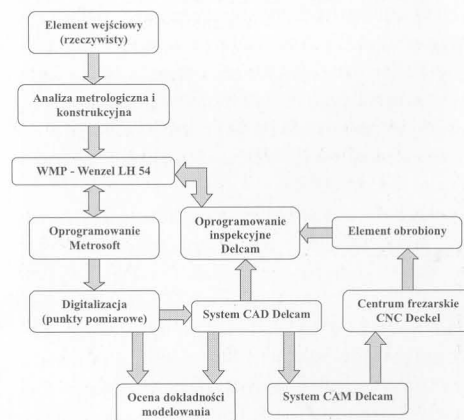 Element wejściowy
(rzeczywisty)
Analiza metrologiczna i
konstrukcyjna
WMP - Wenzel LH 54
Oprogramowanie
Metrosoft
Oprogramowanie
inspekcyjne
Delcam
Element obrobiony
Digitalizacja
(punkty pomiarowe)
System CAD Delcam
Centrum frezarskie
CNC Deckel
Ocena dokładności
modelowania
System CAM Delcam